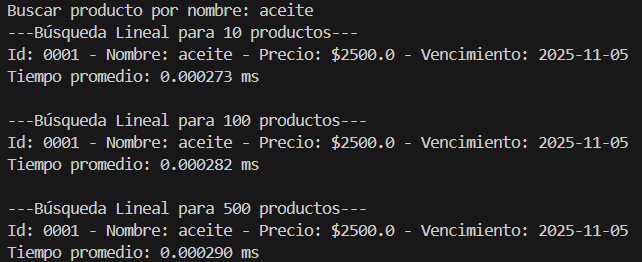 Buscar producto por nombre: aceite
---Búsqueda Lineal para 10 productos---
Id: 0001 - Nombre: aceite - Precio: $2500.0 - Vencimiento: 2025-11-05
Tiempo promedio: 0.000273 ms
---Búsqueda Lineal para 100 productos---
Id: 0001 - Nombre: aceite - Precio: $2500.0 - Vencimiento: 2025-11-05
Tiempo promedio: 0.000282 ms
---Búsqueda Lineal para 500 productos---
Id: 0001 - Nombre: aceite - Precio: $2500.0 - Vencimiento: 2025-11-05
Tiempo promedio: 0.000290 ms